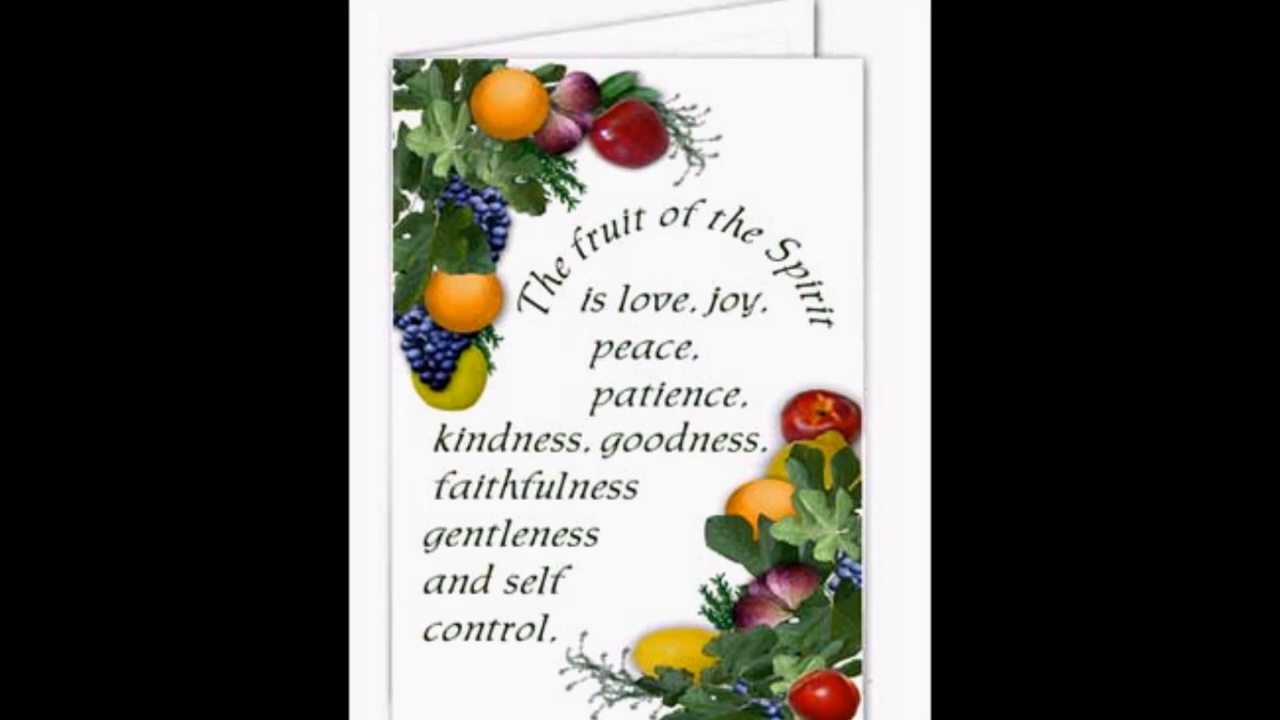 The fruit of the Spirit
is love, joy,
peace,
patience,
kindness, goodness,
faithfulness
gentleness
and self
control.